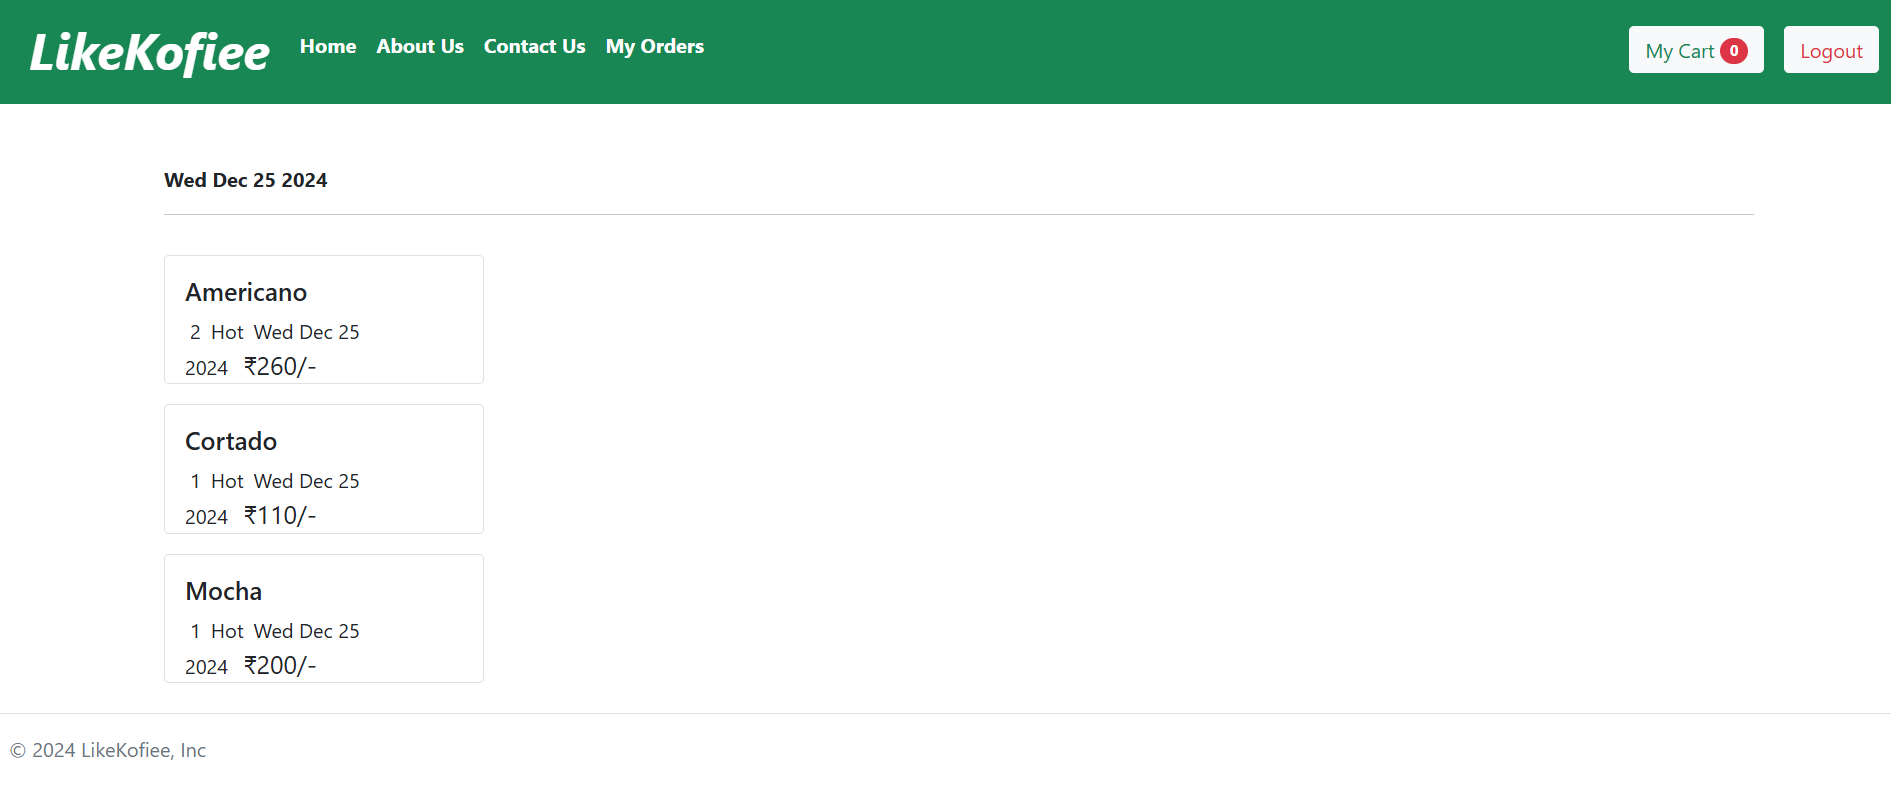 LikeKofiee Home About Us Contact Us My Orders My Cart 0 Logout
Wed Dec 25 2024
Americano
2 Hot Wed Dec 25
2024 ₹260/-
Cortado
1 Hot Wed Dec 25
2024 ₹110/-
Mocha
1 Hot Wed Dec 25
2024 ₹200/-
© 2024 LikeKofiee, Inc